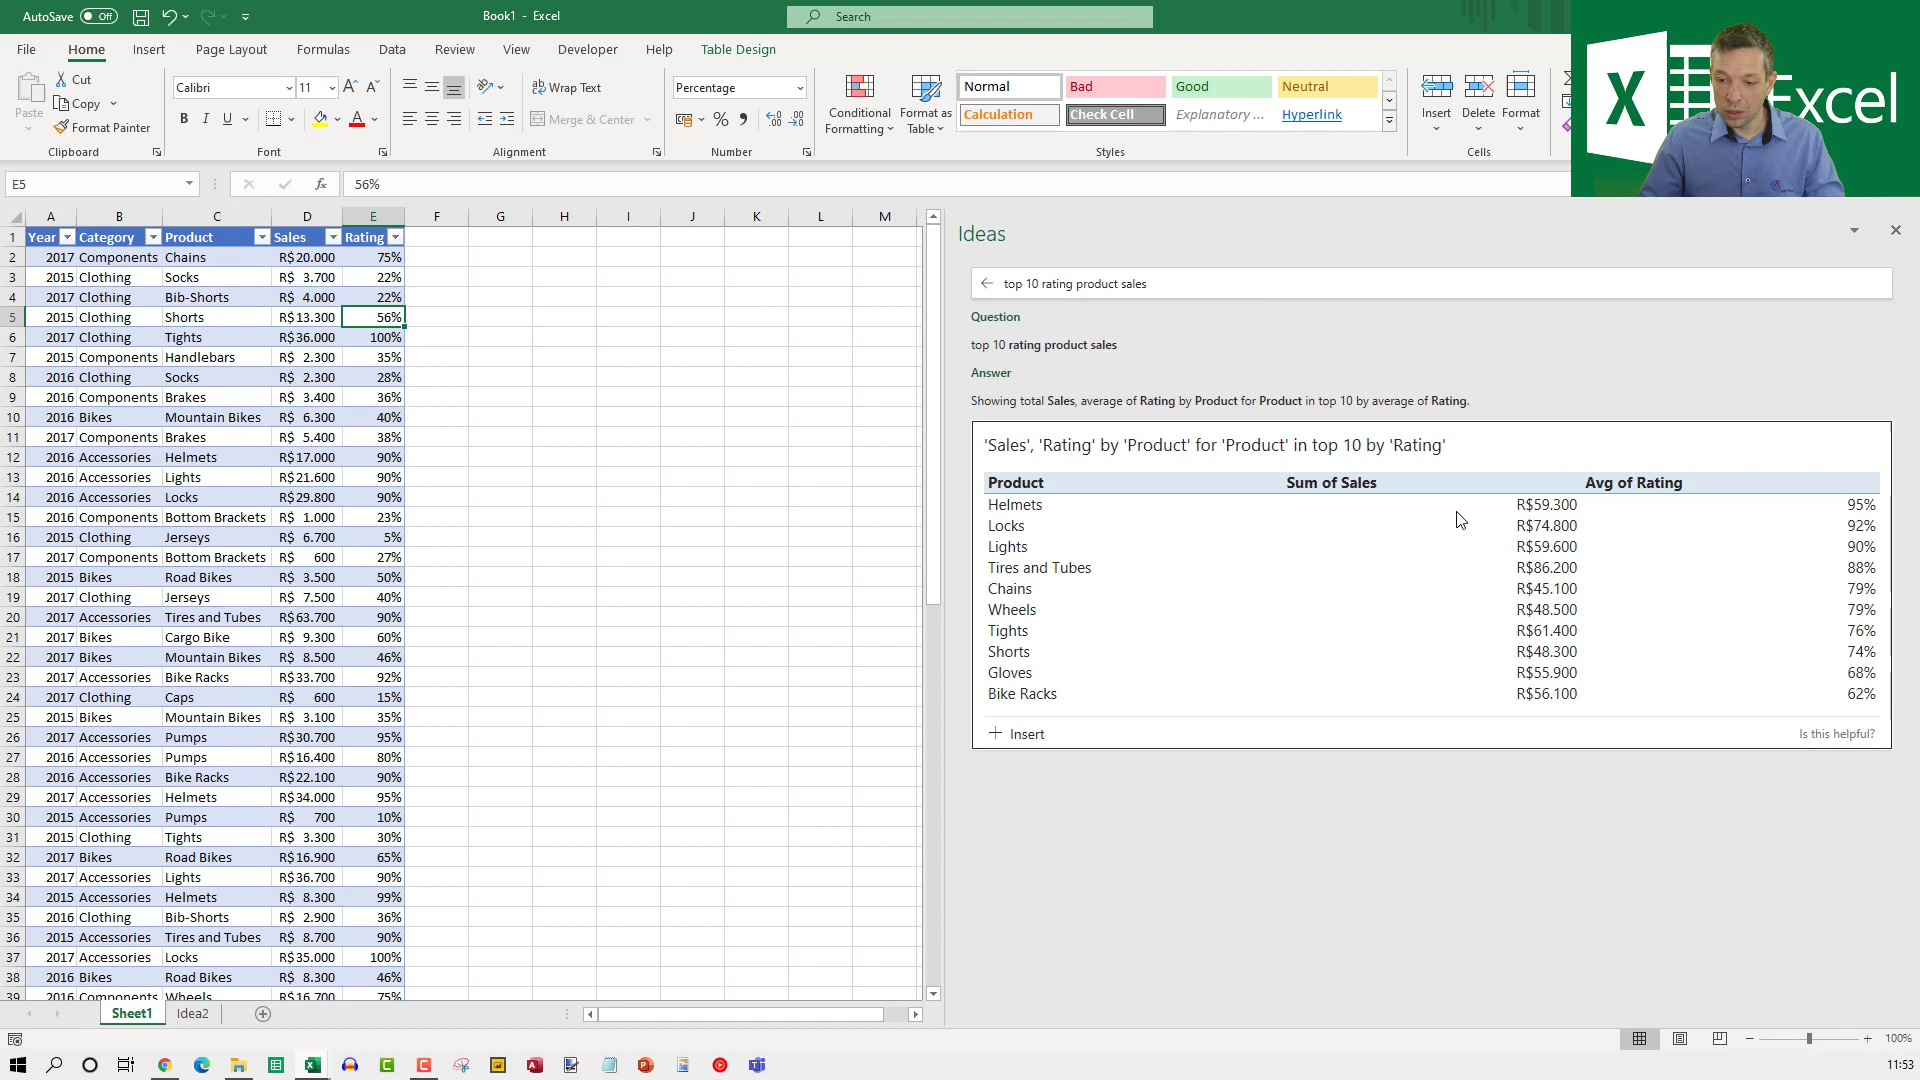 AutoSave Off Book1 - Excel Search
File Home Insert Page Layout Formulas Data Review View Developer Help Table Design
Paste Cut Copy Format Painter Clipboard
Calibri 11 B I U A A A Font
Wrap Text Merge & Center Alignment
Percentage % Number
Conditional Formatting Format as Table
Normal Bad Good Neutral
Calculation Check Cell Explanatory ... Hyperlink
Styles
Insert Delete Format Cells
X Excel
E5 fx 56%
A B C D E F G H I J K L M
1 Year Category Product Sales Rating
2 2017 Components Chains R$ 20.000 75%
3 2015 Clothing Socks R$ 3.700 22%
4 2017 Clothing Bib-Shorts R$ 4.000 22%
5 2015 Clothing Shorts R$ 13.300 56%
6 2017 Clothing Tights R$ 36.000 100%
7 2015 Components Handlebars R$ 2.300 35%
8 2016 Clothing Socks R$ 2.300 28%
9 2016 Components Brakes R$ 3.400 36%
10 2016 Bikes Mountain Bikes R$ 6.300 40%
11 2017 Components Brakes R$ 5.400 38%
12 2016 Accessories Helmets R$ 17.000 90%
13 2016 Accessories Lights R$ 21.600 90%
14 2016 Accessories Locks R$ 29.800 90%
15 2016 Components Bottom Brackets R$ 1.000 23%
16 2015 Clothing Jerseys R$ 6.700 5%
17 2017 Components Bottom Brackets R$ 600 27%
18 2015 Bikes Road Bikes R$ 3.500 50%
19 2017 Clothing Jerseys R$ 7.500 40%
20 2017 Accessories Tires and Tubes R$ 63.700 90%
21 2017 Bikes Cargo Bike R$ 9.300 60%
22 2017 Bikes Mountain Bikes R$ 8.500 46%
23 2017 Accessories Bike Racks R$ 33.700 92%
24 2017 Clothing Caps R$ 600 15%
25 2015 Bikes Mountain Bikes R$ 3.100 35%
26 2017 Accessories Pumps R$ 30.700 95%
27 2016 Accessories Pumps R$ 16.400 80%
28 2016 Accessories Bike Racks R$ 22.100 90%
29 2017 Accessories Helmets R$ 34.000 95%
30 2015 Accessories Pumps R$ 700 10%
31 2015 Clothing Tights R$ 3.300 30%
32 2017 Bikes Road Bikes R$ 16.900 65%
33 2017 Accessories Lights R$ 36.700 90%
34 2015 Accessories Helmets R$ 8.300 99%
35 2016 Clothing Bib-Shorts R$ 2.900 36%
36 2015 Accessories Tires and Tubes R$ 8.700 90%
37 2017 Accessories Locks R$ 35.000 100%
38 2016 Bikes Road Bikes R$ 8.300 46%
39 2016 Components Wheels R$ 16.700 75%
Ideas
top 10 rating product sales
Question
top 10 rating product sales
Answer
Showing total Sales, average of Rating by Product for Product in top 10 by average of Rating.
'Sales', 'Rating' by 'Product' for 'Product' in top 10 by 'Rating'
Product Sum of Sales Avg of Rating
Helmets R$59.300 95%
Locks R$74.800 92%
Lights R$59.600 90%
Tires and Tubes R$86.200 88%
Chains R$45.100 79%
Wheels R$48.500 79%
Tights R$61.400 76%
Shorts R$48.300 74%
Gloves R$55.900 68%
Bike Racks R$56.100 62%
Insert Is this helpful?
Sheet1 Idea2
100%
11:53